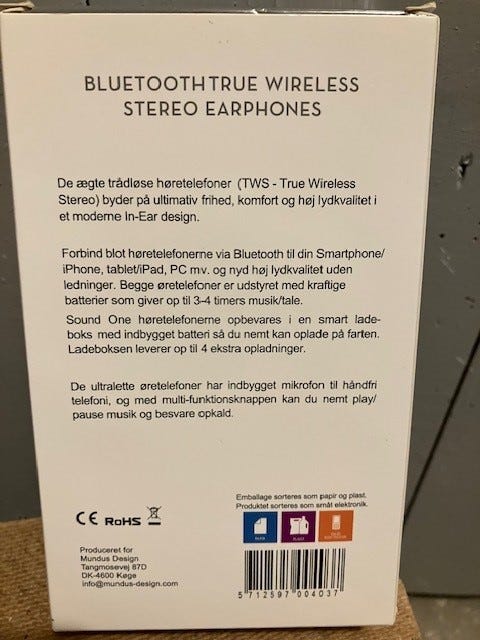 BLUETOOTHTRUE WIRELESS
STEREO EARPHONES
De ægte trådløse høretelefoner (TWS - True Wireless
Stereo) byder på ultimativ frihed, komfort og høj lydkvalitet i
et moderne In-Ear design.
Forbind blot høretelefonerne via Bluetooth til din Smartphone/
iPhone, tablet/iPad, PC mv. og nyd høj lydkvalitet uden
ledninger. Begge øretelefoner er udstyret med kraftige
batterier som giver op til 3-4 timers musik/tale.
Sound One høretelefonerne opbevares i en smart lade-
boks med indbygget batteri så du nemt kan oplade på farten.
Ladeboksen leverer op til 4 ekstra opladninger.
De ultralette øretelefoner har indbygget mikrofon til håndfri
telefoni, og med multi-funktionsknappen kan du nemt play/
pause musik og besvare opkald.
Emballage sorteres som papir og plast.
Produktet sorteres som småt elektronik.
CE RoHS
PAPIR PLAST
Produceret for
Mundus Design
Tangmosevej 87D
DK-4600 Køge
info@mundus-design.com
5 712597 004037